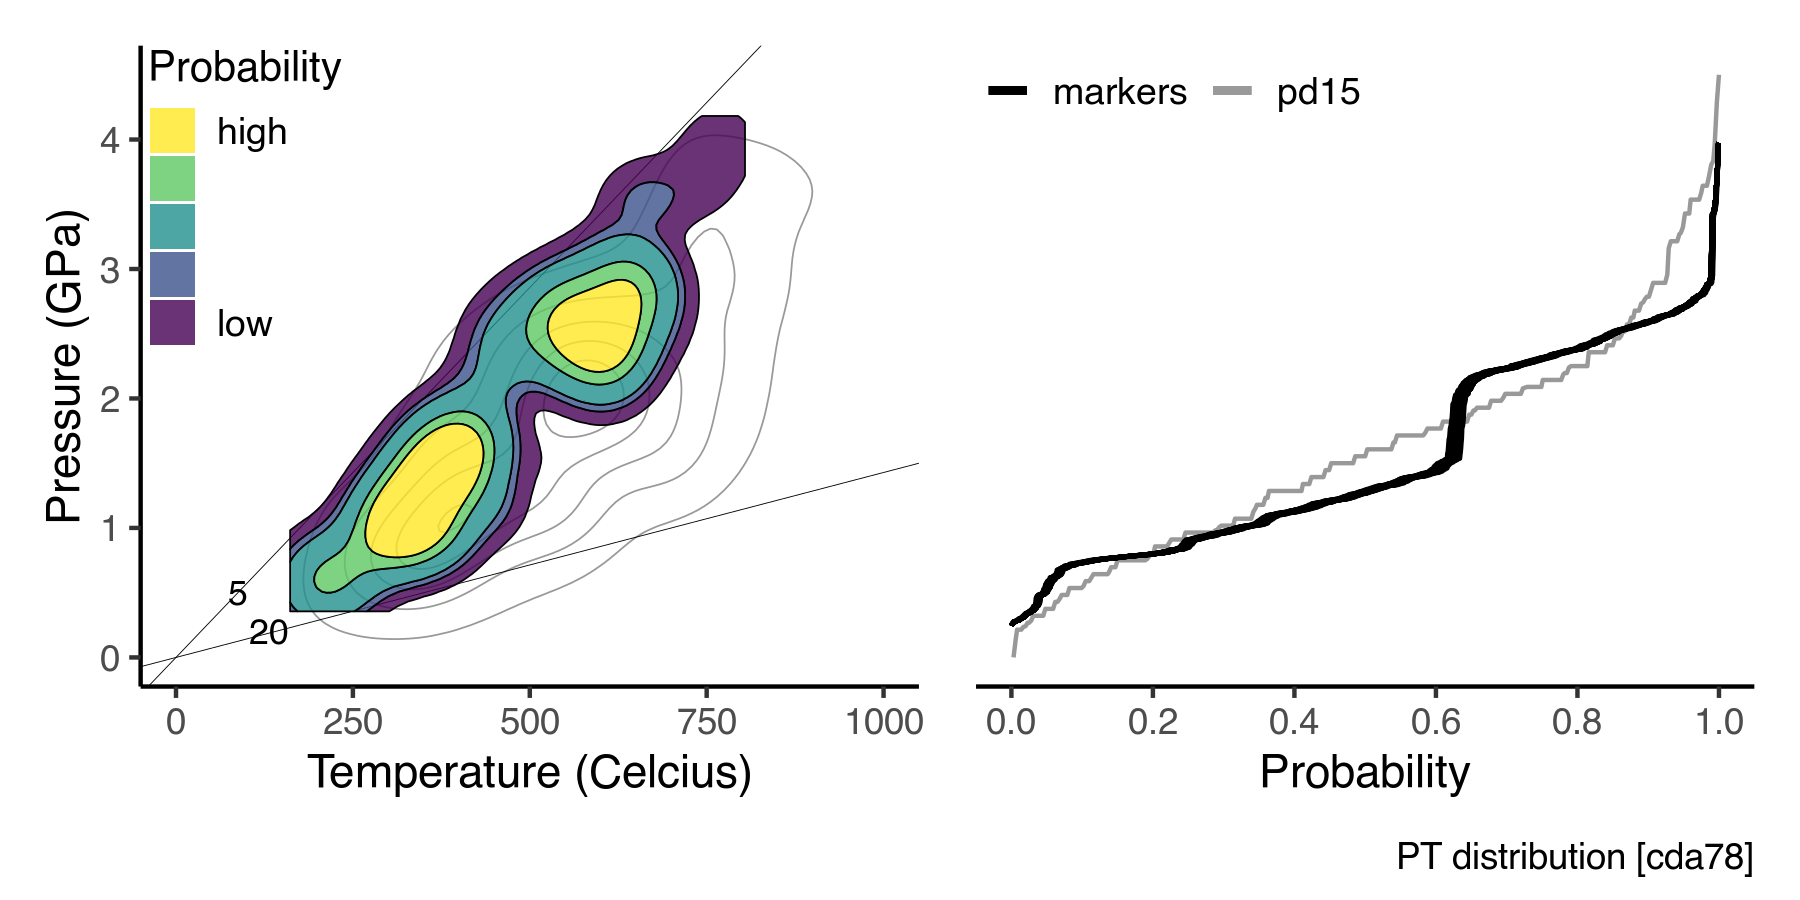 Probability
high
low
4
3
2
1
0
Pressure (GPa)
5
20
0
250
500
750
1000
Temperature (Celcius)
markers
pd15
0.0
0.2
0.4
0.6
0.8
1.0
Probability
PT distribution [cda78]